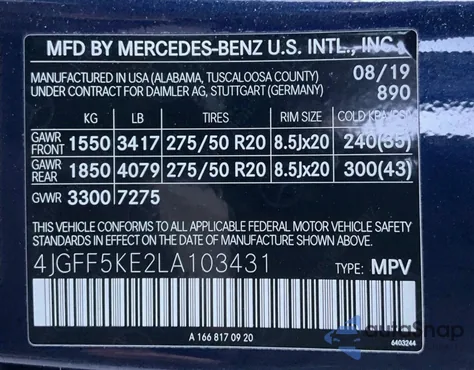 MFD BY MERCEDES-BENZ U.S. INTL., INC.
MANUFACTURED IN USA (ALABAMA, TUSCALOOSA COUNTY) 08/19
UNDER CONTRACT FOR DAIMLER AG, STUTTGART (GERMANY) 890
KG LB TIRES RIM SIZE COLD KPA/PSI
GAWR FRONT 1550 3417 275/50 R20 8.5Jx20 240(35)
GAWR REAR 1850 4079 275/50 R20 8.5Jx20 300(43)
GVWR 3300 7275
THIS VEHICLE CONFORMS TO ALL APPLICABLE FEDERAL MOTOR VEHICLE
SAFETY STANDARDS IN EFFECT ON THE DATE OF MANUFACTURE SHOWN ABOVE.
4JGFF5KE2LA103431 TYPE: MPV
A 166 817 09 20
AutoSnap
6403244